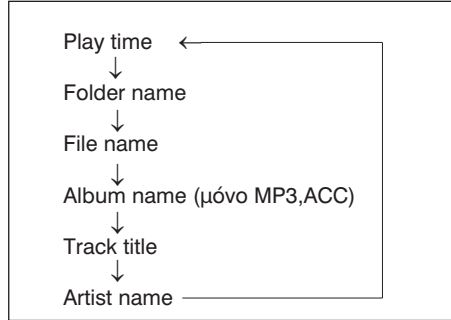 Play time
Folder name
File name
Album name (μόνο MP3,ACC)
Track title
Artist name